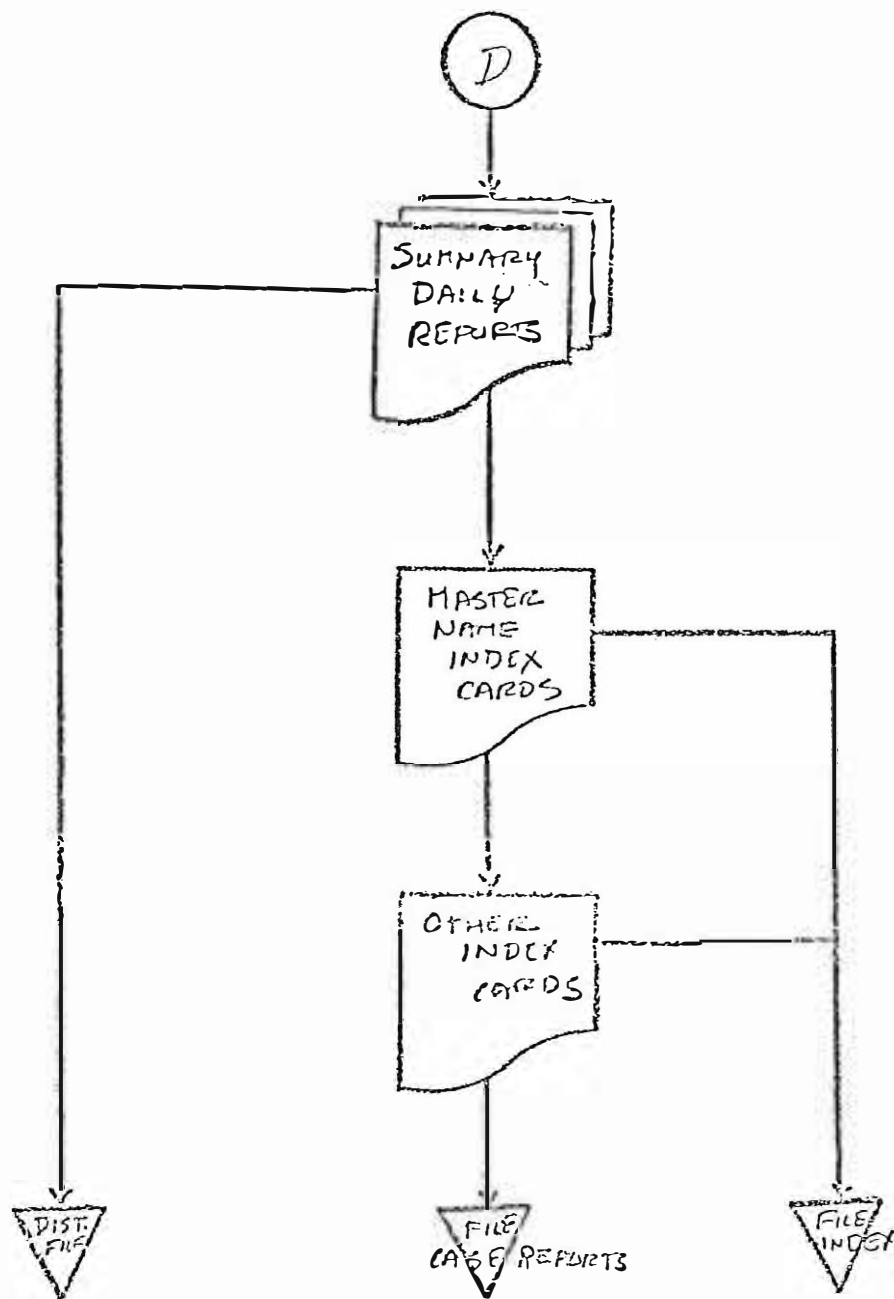 D
SUMMARY
DAILY
REPORTS
MASTER
NAME
INDEX
CARDS
OTHER
INDEX
CARDS
DIST.
FILE
FILE
CASE REPORTS
FILE
INDEX